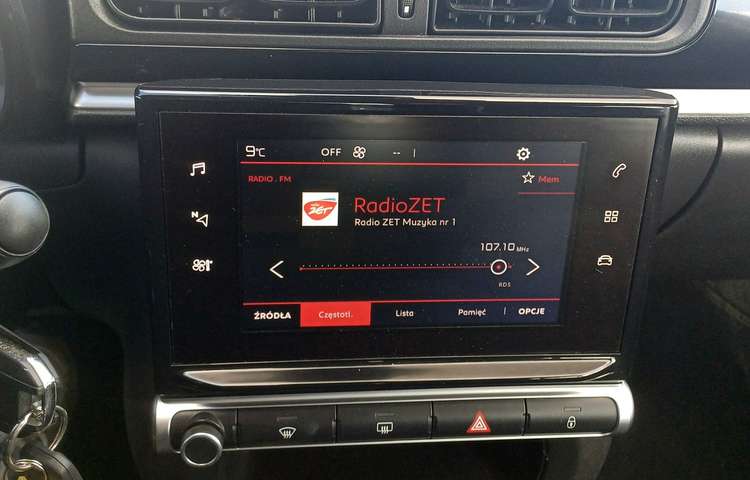 9°C OFF --
RADIO . FM
Mem
ZET
RadioZET
Radio ZET Muzyka nr 1
107.10 MHz
RDS
N
ŹRÓDŁA Częstotl. Lista Pamięć OPCJE